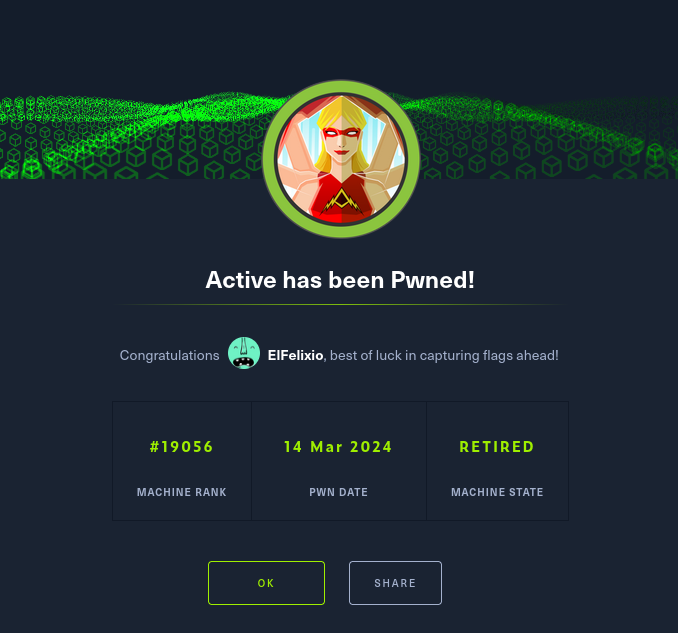 Active has been Pwned!
Congratulations ElFelixio, best of luck in capturing flags ahead!
#19056 14 Mar 2024 RETIRED
MACHINE RANK PWN DATE MACHINE STATE
OK SHARE